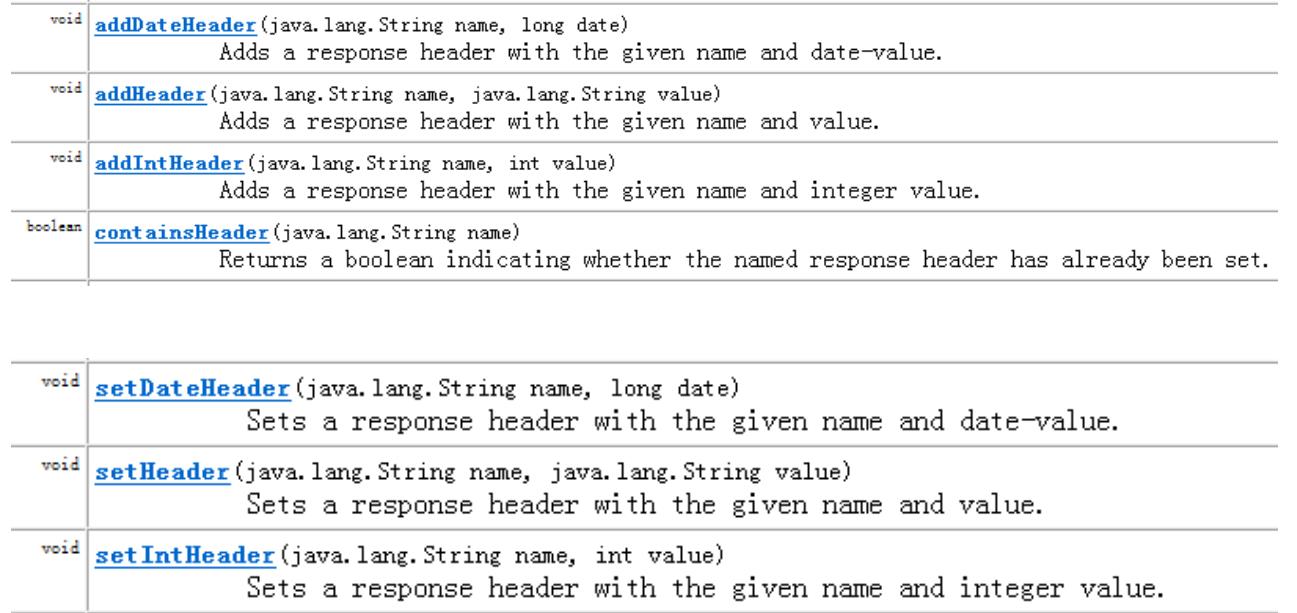 void addDateHeader(java.lang.String name, long date)
Adds a response header with the given name and date-value.
void addHeader(java.lang.String name, java.lang.String value)
Adds a response header with the given name and value.
void addIntHeader(java.lang.String name, int value)
Adds a response header with the given name and integer value.
boolean containsHeader(java.lang.String name)
Returns a boolean indicating whether the named response header has already been set.
void setDateHeader(java.lang.String name, long date)
Sets a response header with the given name and date-value.
void setHeader(java.lang.String name, java.lang.String value)
Sets a response header with the given name and value.
void setIntHeader(java.lang.String name, int value)
Sets a response header with the given name and integer value.